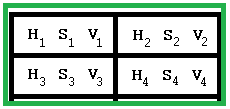 H₁ S₁ V₁ H₂ S₂ V₂
H₃ S₃ V₃ H₄ S₄ V₄